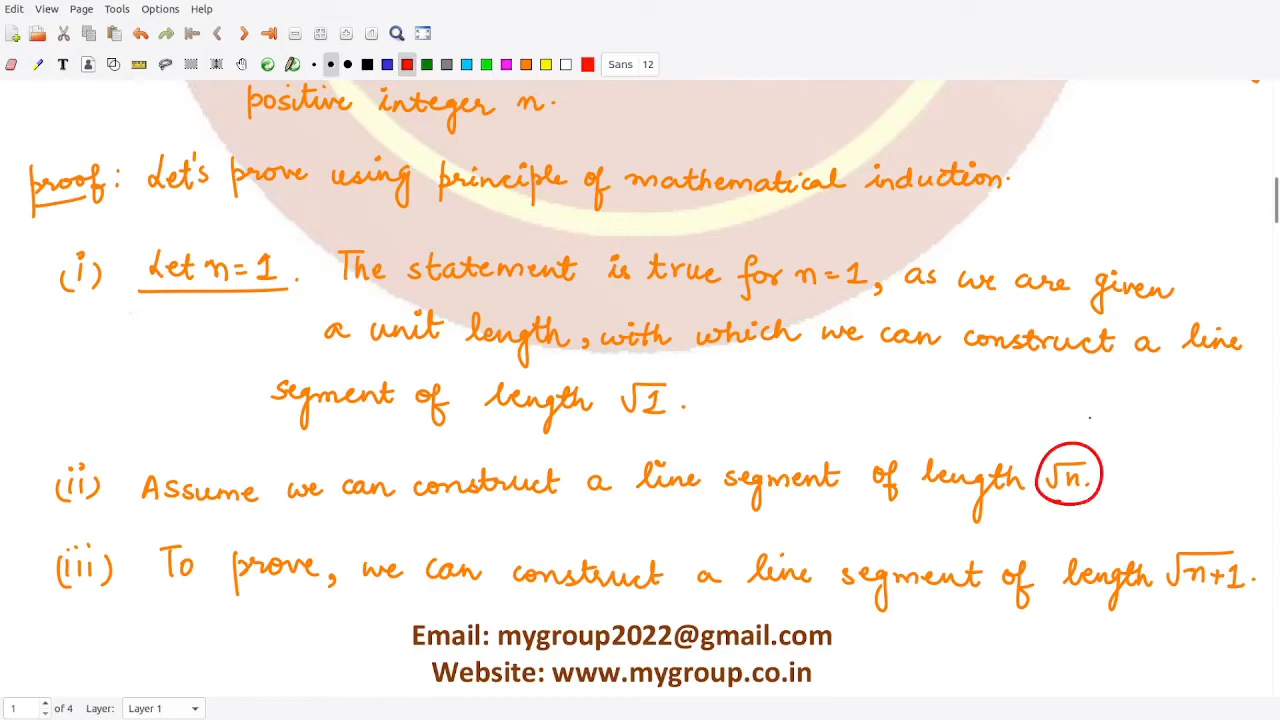 Edit View Page Tools Options Help
Sans 12
positive integer n.
proof: Let's prove using principle of mathematical induction.
(i) Let n=1. The statement is true for n=1, as we are given
a unit length, with which we can construct a line
segment of length √1.
(ii) Assume we can construct a line segment of length √n.
(iii) To prove, we can construct a line segment of length √n+1.
Email: mygroup2022@gmail.com
Website: www.mygroup.co.in
1 of 4 Layer: Layer 1